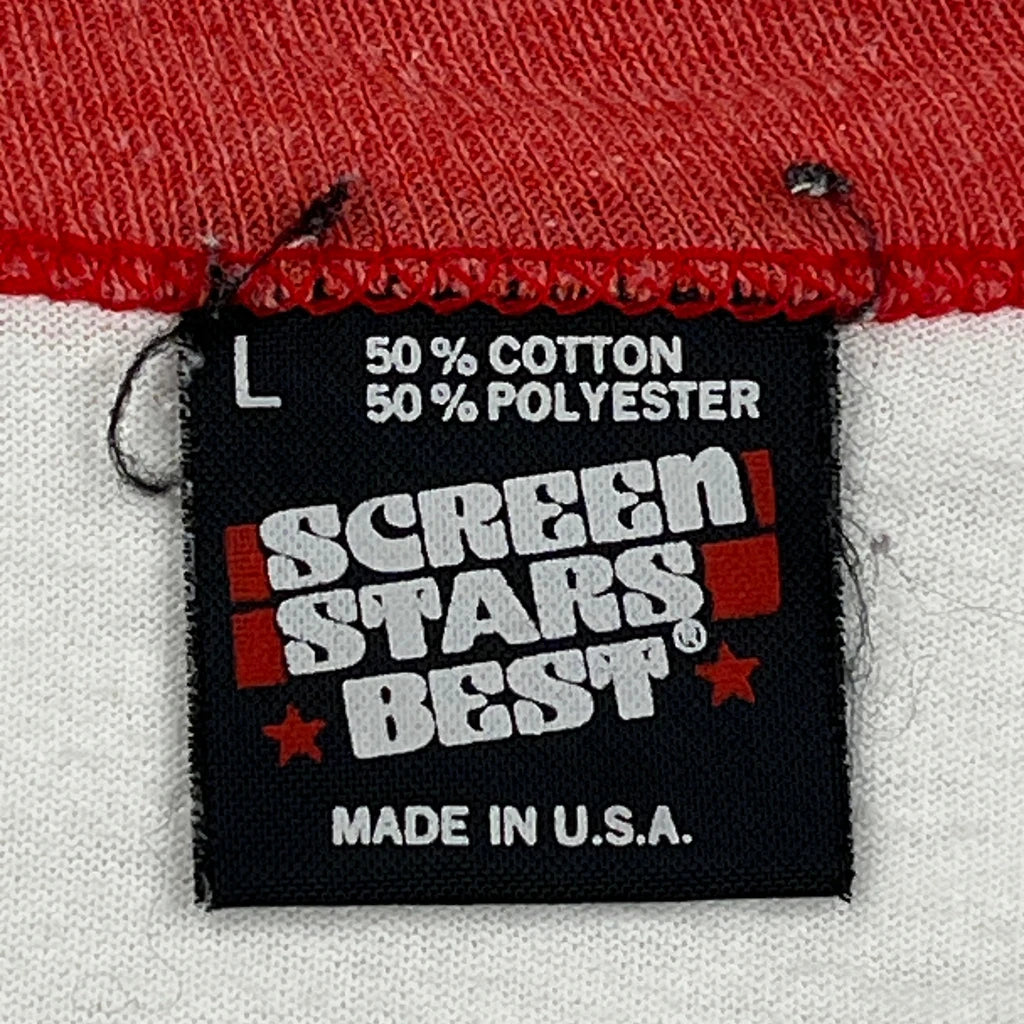 L
50 % COTTON
50 % POLYESTER
SCREEN
STARS
BEST®
MADE IN U.S.A.